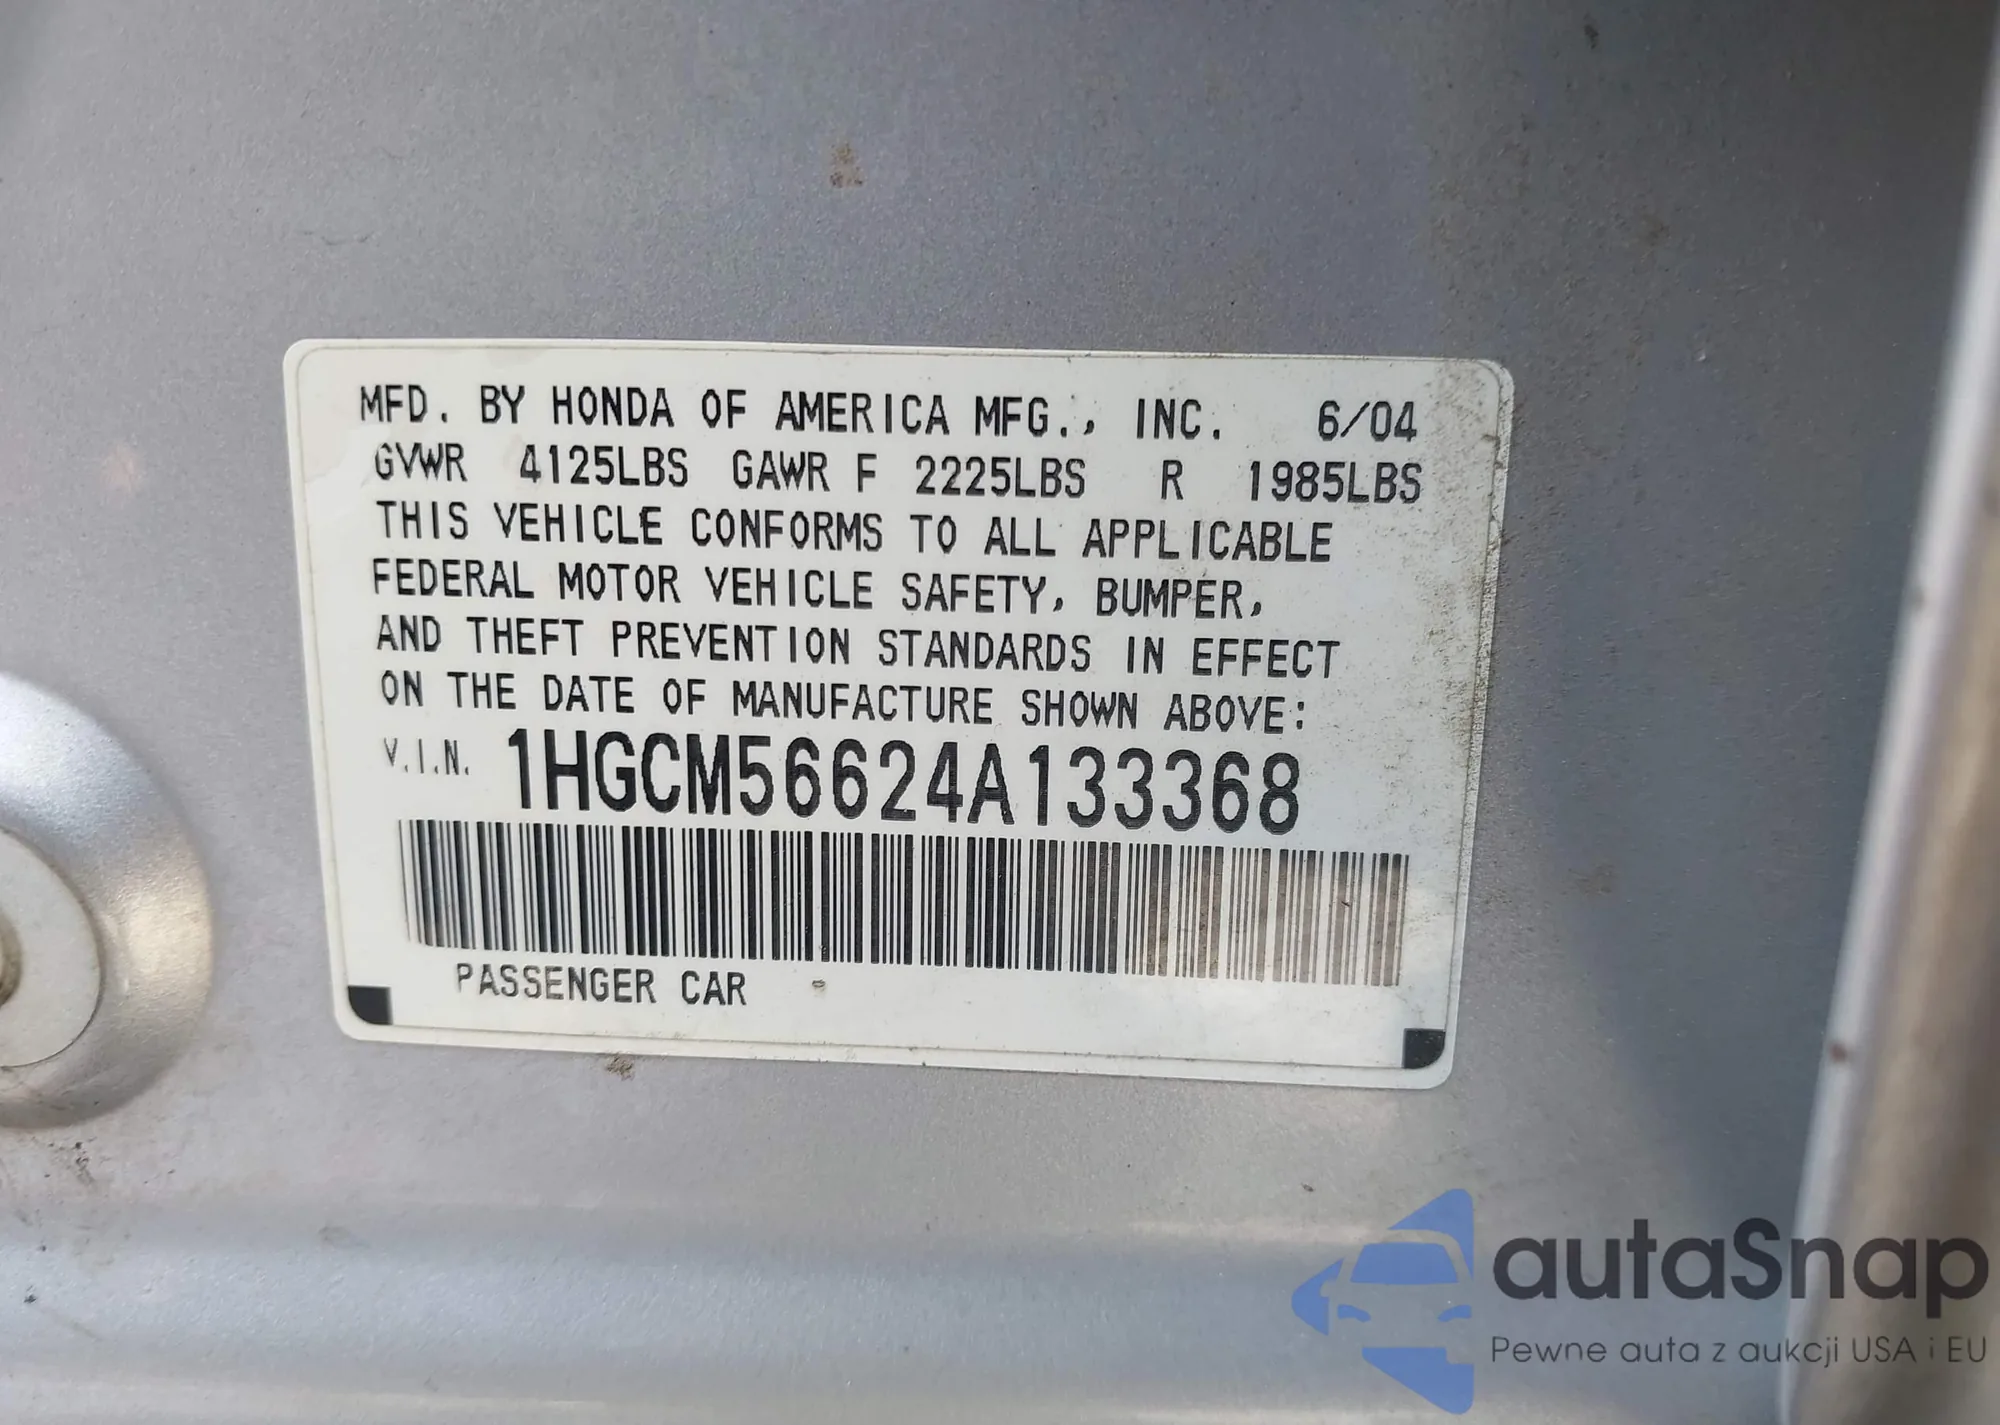 MFD. BY HONDA OF AMERICA MFG., INC. 6/04
GVWR 4125LBS GAWR F 2225LBS R 1985LBS
THIS VEHICLE CONFORMS TO ALL APPLICABLE
FEDERAL MOTOR VEHICLE SAFETY, BUMPER,
AND THEFT PREVENTION STANDARDS IN EFFECT
ON THE DATE OF MANUFACTURE SHOWN ABOVE:
V.I.N. 1HGCM56624A133368
PASSENGER CAR
autaSnap
Pewne auta z aukcji USA i EU